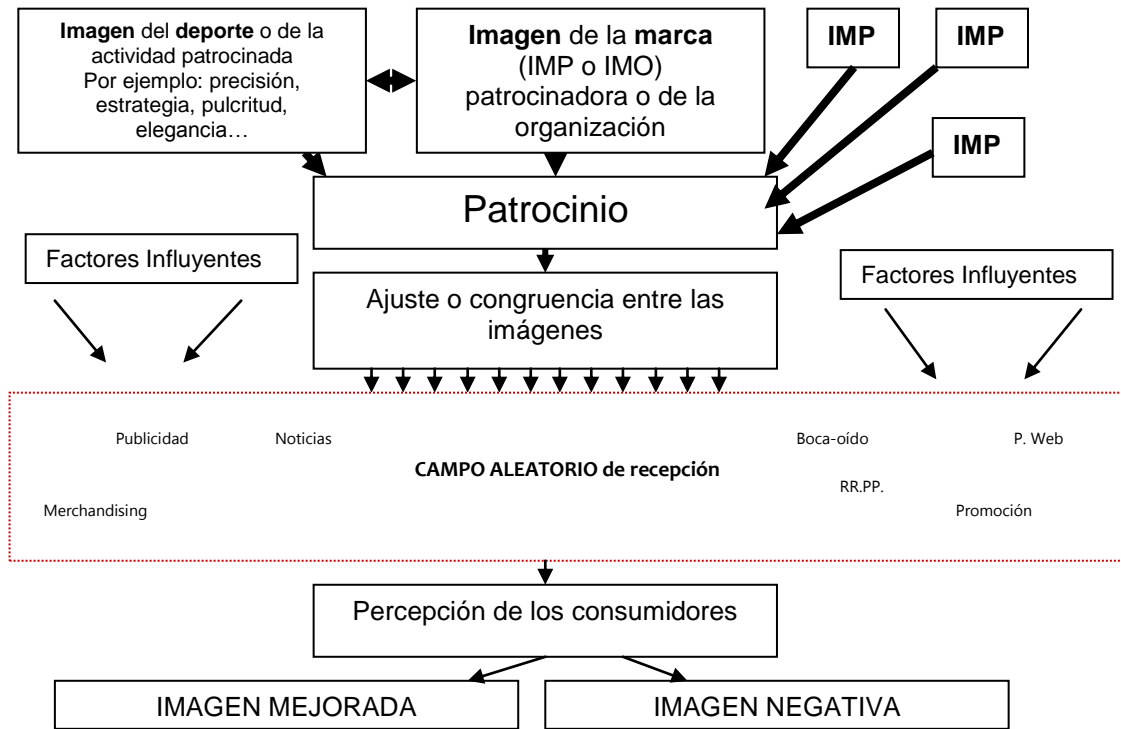 Imagen del deporte o de la
actividad patrocinada
Por ejemplo: precisión,
estrategia, pulcritud,
elegancia…
Imagen de la marca
(IMP o IMO)
patrocinadora o de la
organización
IMP
IMP
IMP
Patrocinio
Factores Influyentes
Factores Influyentes
Ajuste o congruencia entre las
imágenes
Publicidad
Noticias
Boca-oído
P. Web
CAMPO ALEATORIO de recepción
RR.PP.
Merchandising
Promoción
Percepción de los consumidores
IMAGEN MEJORADA
IMAGEN NEGATIVA